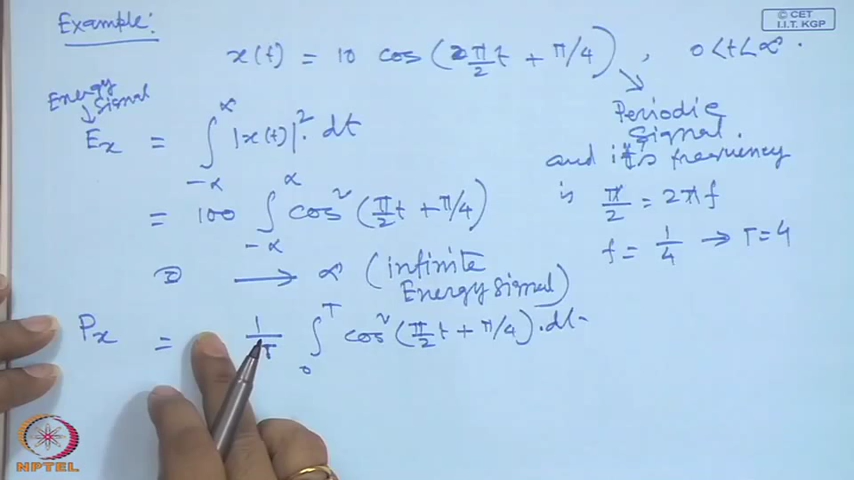 Example:
© CET
I.I.T. KGP
x(t) = 10 cos (2π/2 t + π/4) , 0 < t < ∞ .
Energy Signal
Periodic Signal.
and its frequency
is π/2 = 2πf
f = 1/4 → T = 4
Ex = ∫_{-∞}^{∞} |x(t)|². dt
= 100 ∫_{-∞}^{∞} cos² (π/2 t + π/4)
→ ∞ (infinite Energy Signal)
Px = 1/T ∫_0^T cos² (π/2 t + π/4).dt
NPTEL